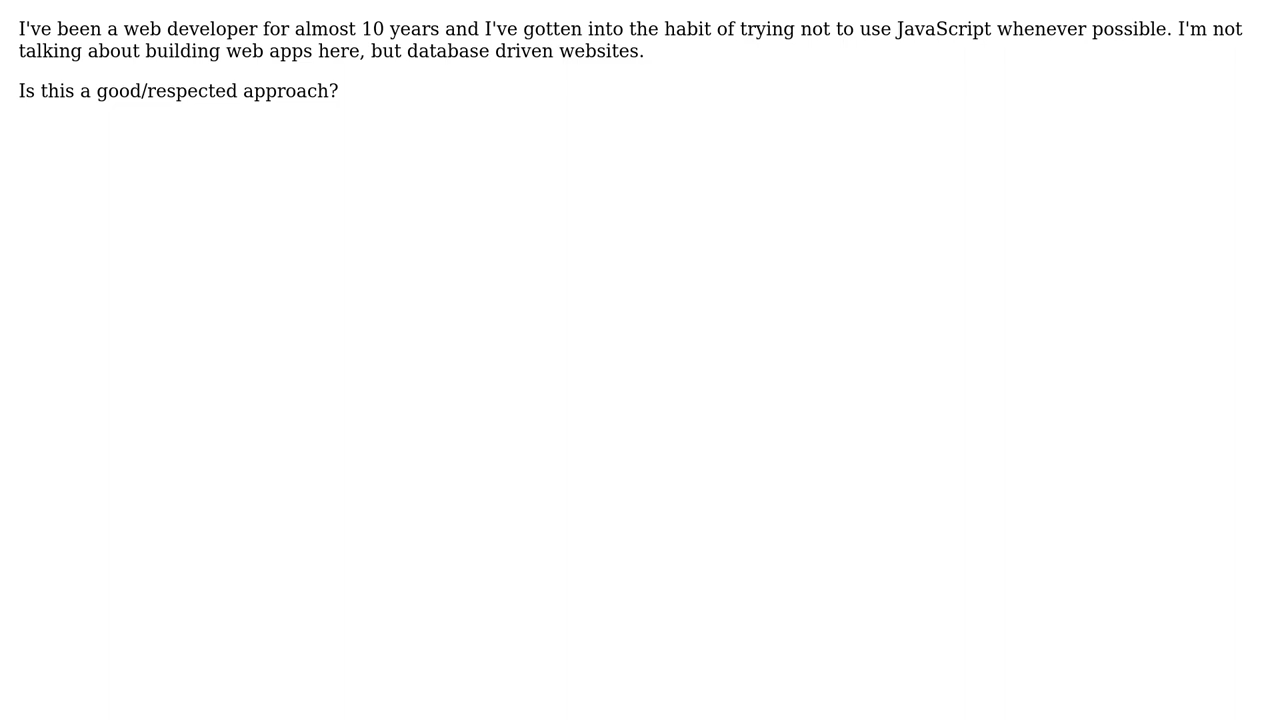 I've been a web developer for almost 10 years and I've gotten into the habit of trying not to use JavaScript whenever possible. I'm not
talking about building web apps here, but database driven websites.
Is this a good/respected approach?